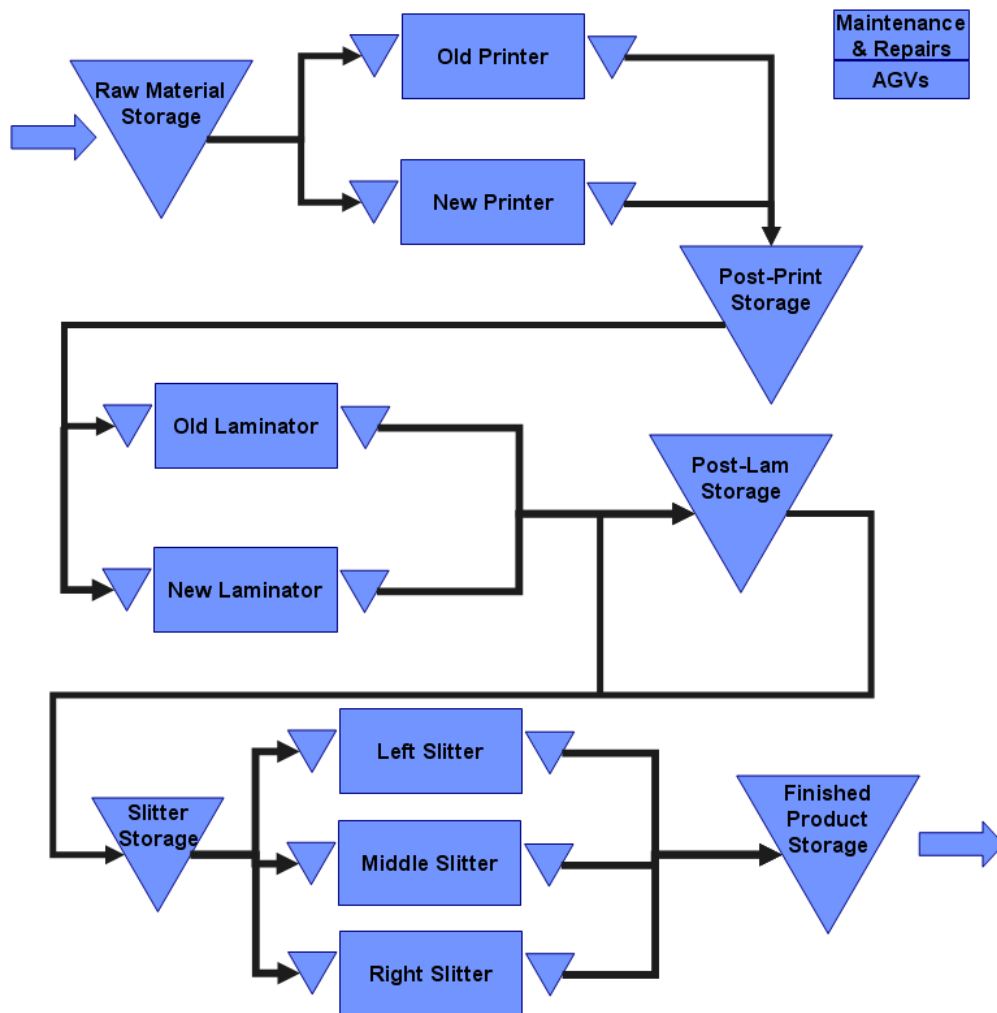 Raw Material
Storage
Old Printer
Maintenance
& Repairs
AGVs
New Printer
Post-Print
Storage
Old Laminator
Post-Lam
Storage
New Laminator
Left Slitter
Slitter
Storage
Middle Slitter
Finished
Product
Storage
Right Slitter